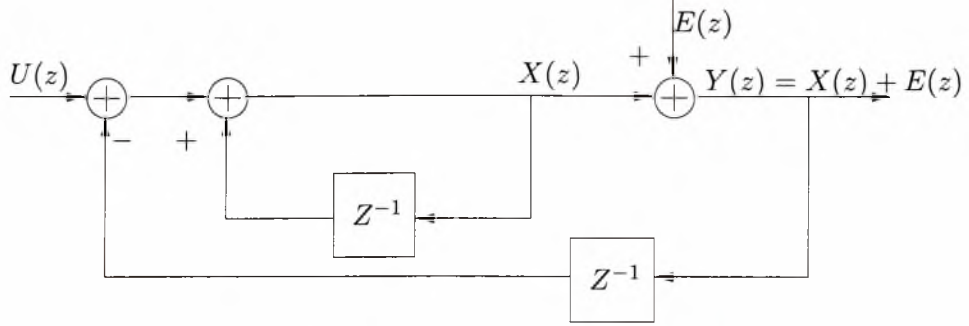 E(z)
U(z)
X(z)
+
Y(z) = X(z) + E(z)
+
+
+
−
+
Z⁻¹
Z⁻¹